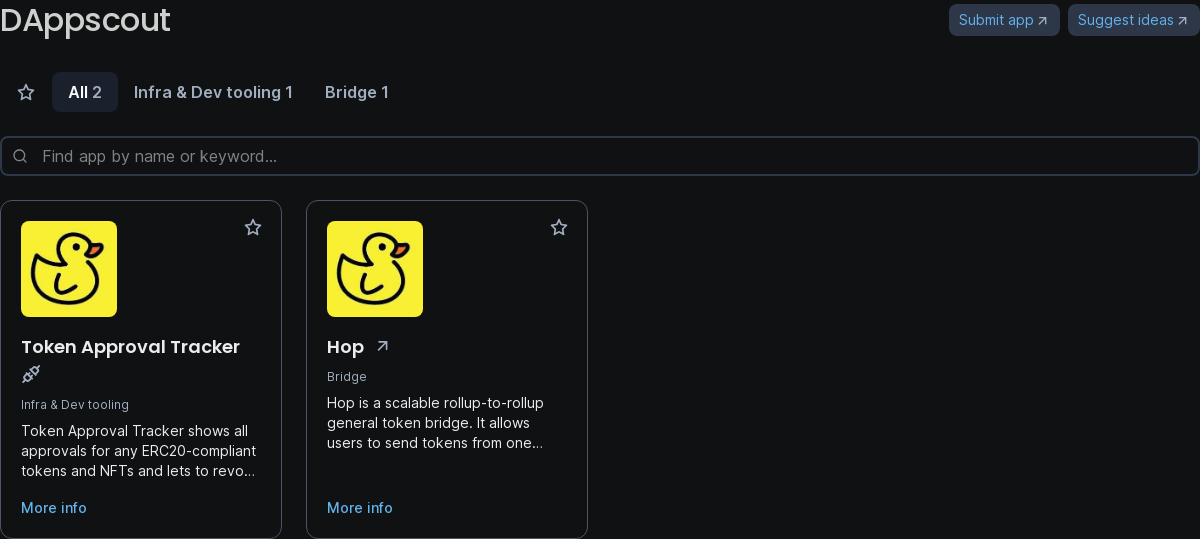 DAppscout
Submit app
Suggest ideas
All 2
Infra & Dev tooling 1
Bridge 1
Find app by name or keyword...
Token Approval Tracker
Infra & Dev tooling
Token Approval Tracker shows all
approvals for any ERC20-compliant
tokens and NFTs and lets to revo...
More info
Hop
Bridge
Hop is a scalable rollup-to-rollup
general token bridge. It allows
users to send tokens from one...
More info